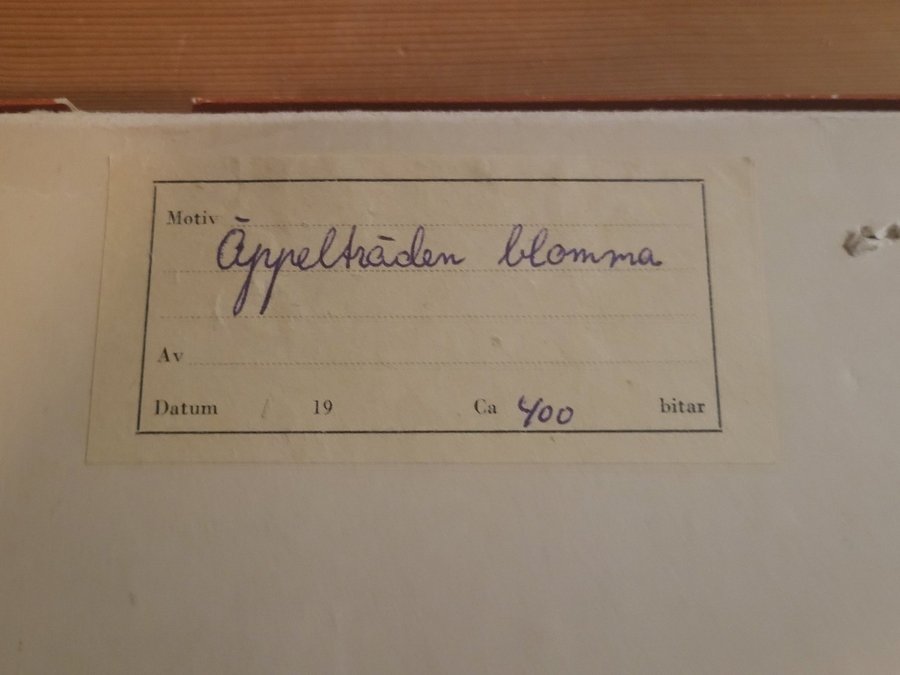 Motiv
Äppelträden blomma
Av
Datum / 19 Ca 400 bitar